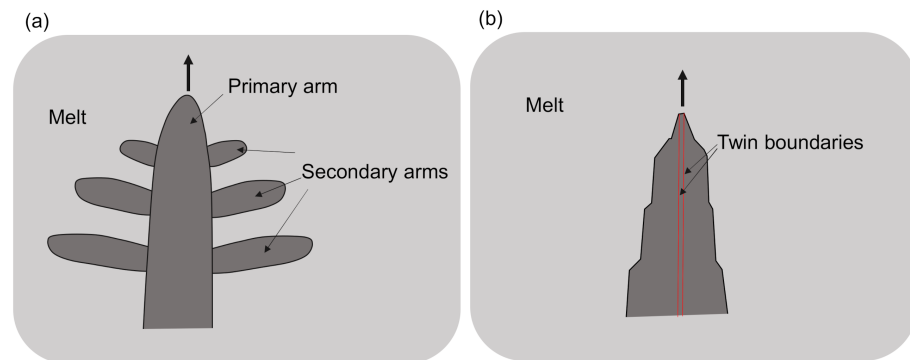 (a)
Primary arm
Melt
Secondary arms
(b)
Melt
Twin boundaries